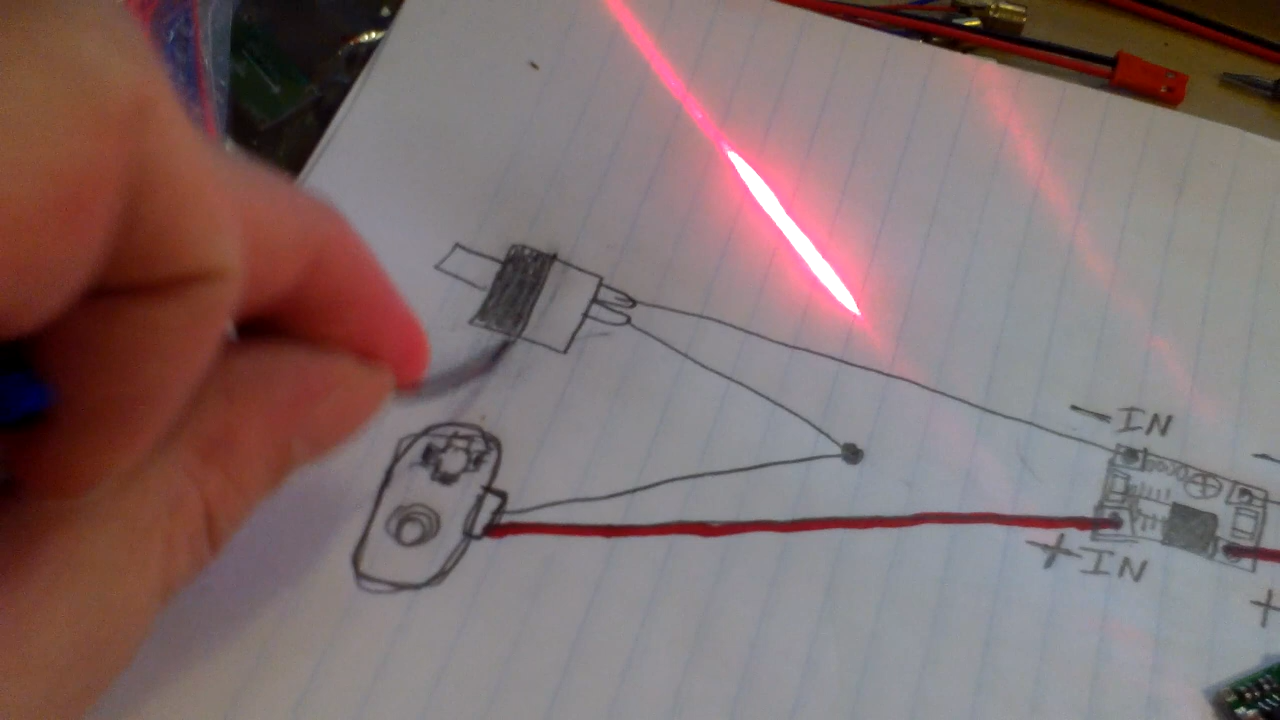 — IN
+ IN
-
+